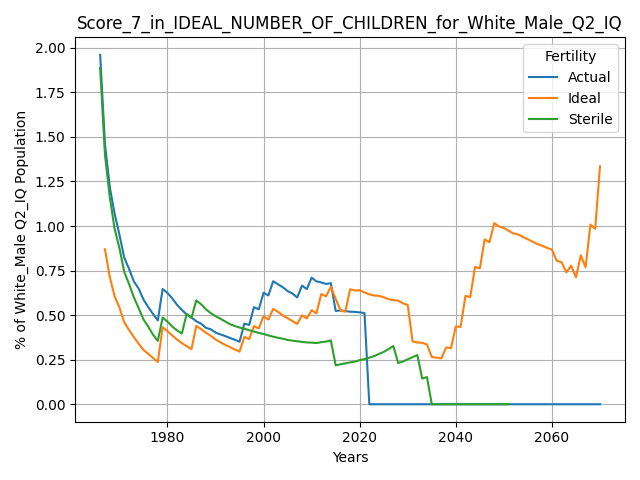 Score_7_in_IDEAL_NUMBER_OF_CHILDREN_for_White_Male_Q2_IQ
Fertility
Actual
Ideal
Sterile
% of White_Male Q2_IQ Population
2.00
1.75
1.50
1.25
1.00
0.75
0.50
0.25
0.00
1980 2000 2020 2040 2060
Years